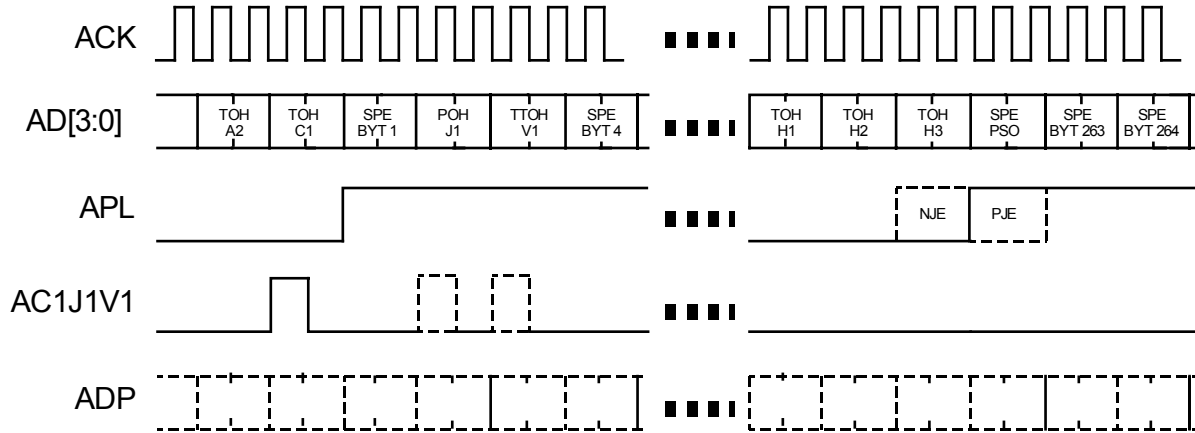 ACK
AD[3:0]
TOH
A2
TOH
C1
SPE
BYT 1
POH
J1
TTOH
V1
SPE
BYT 4
TOH
H1
TOH
H2
TOH
H3
SPE
PSO
SPE
BYT 263
SPE
BYT 264
APL
NJE
PJE
AC1J1V1
ADP